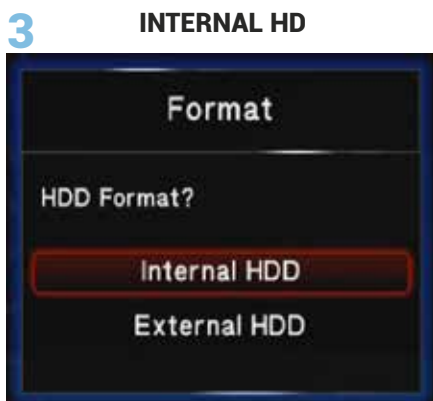 3
INTERNAL HD
Format
HDD Format?
Internal HDD
External HDD